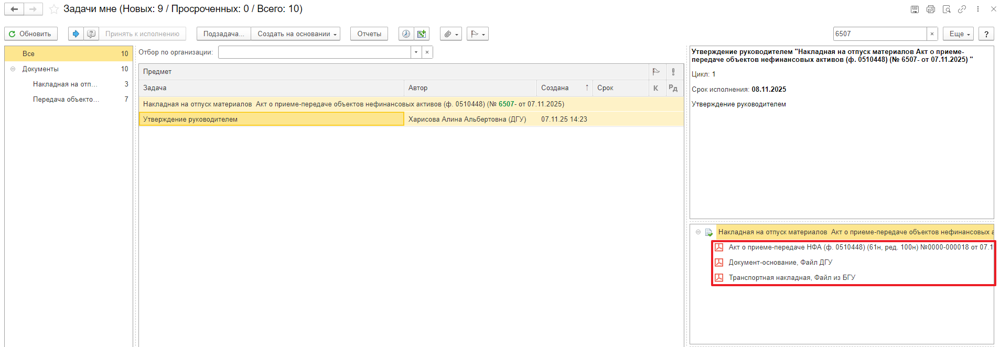 Задачи мне (Новых: 9 / Просроченных: 0 / Всего: 10)
Обновить
Принять к исполнению
Подзадача...
Создать на основании
Отчеты
6507
×
Еще
?
Все 10
Документы 10
Накладная на отп... 3
Передача объекто... 7
Отбор по организации:
×
Предмет
Задача Автор Создана ↑ Срок К Рд
Накладная на отпуск материалов Акт о приеме-передаче объектов нефинансовых активов (ф. 0510448) (№ 6507- от 07.11.2025)
Утверждение руководителем Харисова Алина Альбертовна (ДГУ) 07.11.25 14:23
Утверждение руководителем "Накладная на отпуск материалов Акт о приеме-
передаче объектов нефинансовых активов (ф. 0510448) (№ 6507- от 07.11.2025) "
Цикл: 1
Срок исполнения: 08.11.2025
Утверждение руководителем
Накладная на отпуск материалов Акт о приеме-передаче объектов нефинансовых а
Акт о приеме-передаче НФА (ф. 0510448) (61н, ред. 100н) №0000-000018 от 07.1
Документ-основание, Файл ДГУ
Транспортная накладная, Файл из БГУ